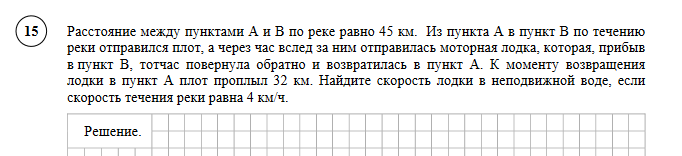 15 Расстояние между пунктами А и В по реке равно 45 км. Из пункта А в пункт В по течению
реки отправился плот, а через час вслед за ним отправилась моторная лодка, которая, прибыв
в пункт В, тотчас повернула обратно и возвратилась в пункт А. К моменту возвращения
лодки в пункт А плот проплыл 32 км. Найдите скорость лодки в неподвижной воде, если
скорость течения реки равна 4 км/ч.
Решение.